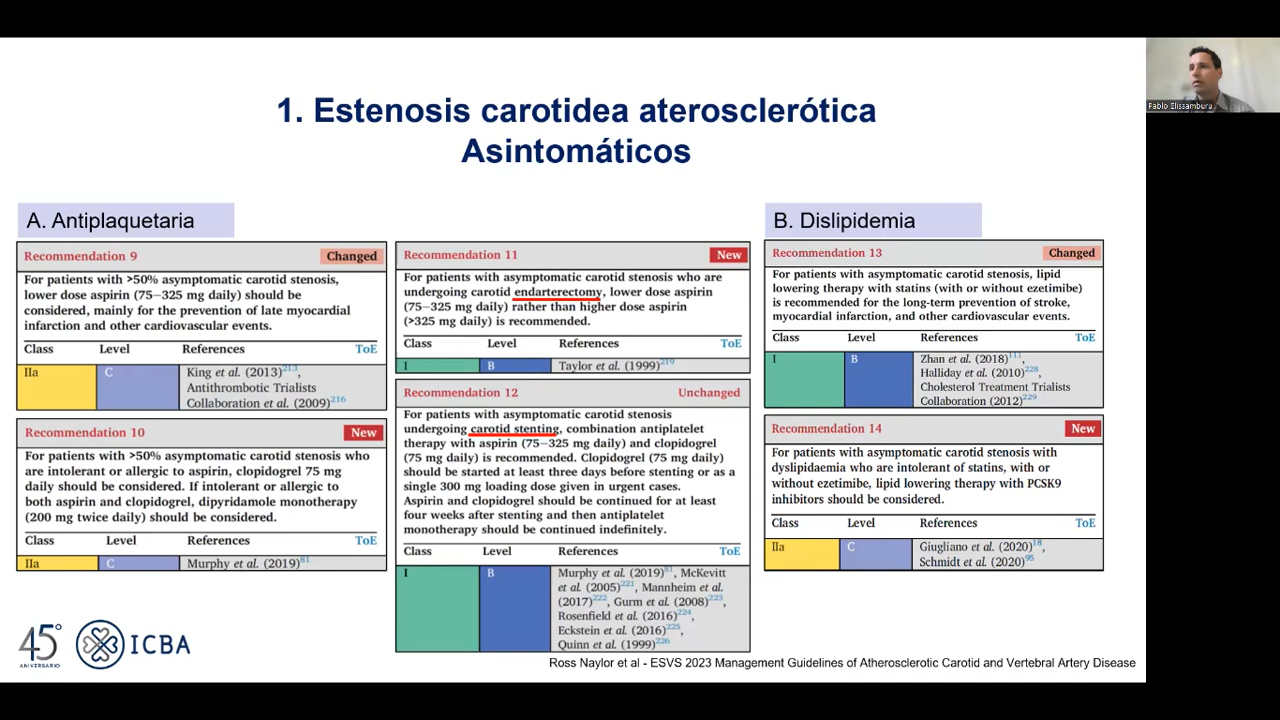 1. Estenosis carotidea aterosclerótica
Asintomáticos
A. Antiplaquetaria
Recommendation 9 Changed
For patients with >50% asymptomatic carotid stenosis,
lower dose aspirin (75–325 mg daily) should be
considered, mainly for the prevention of late myocardial
infarction and other cardiovascular events.
Class Level References ToE
IIa C King et al. (2013)213,
Antithrombotic Trialists
Collaboration et al. (2009)216
Recommendation 10 New
For patients with >50% asymptomatic carotid stenosis who
are intolerant or allergic to aspirin, clopidogrel 75 mg
daily should be considered. If intolerant or allergic to
both aspirin and clopidogrel, dipyridamole monotherapy
(200 mg twice daily) should be considered.
Class Level References ToE
IIa C Murphy et al. (2019)81
Recommendation 11 New
For patients with asymptomatic carotid stenosis who are
undergoing carotid endarterectomy, lower dose aspirin
(75–325 mg daily) rather than higher dose aspirin
(>325 mg daily) is recommended.
Class Level References ToE
I B Taylor et al. (1999)219
Recommendation 12 Unchanged
For patients with asymptomatic carotid stenosis
undergoing carotid stenting, combination antiplatelet
therapy with aspirin (75–325 mg daily) and clopidogrel
(75 mg daily) is recommended. Clopidogrel (75 mg daily)
should be started at least three days before stenting or as a
single 300 mg loading dose given in urgent cases.
Aspirin and clopidogrel should be continued for at least
four weeks after stenting and then antiplatelet
monotherapy should be continued indefinitely.
Class Level References ToE
I B Murphy et al. (2019)81, McKevitt
et al. (2005)221, Mannheim et al.
(2017)222, Gurm et al. (2008)223,
Rosenfield et al. (2016)224,
Eckstein et al. (2016)225,
Quinn et al. (1999)226
B. Dislipidemia
Recommendation 13 Changed
For patients with asymptomatic carotid stenosis, lipid
lowering therapy with statins (with or without ezetimibe)
is recommended for the long-term prevention of stroke,
myocardial infarction, and other cardiovascular events.
Class Level References ToE
I B Zhan et al. (2018)111,
Halliday et al. (2010)228,
Cholesterol Treatment Trialists
Collaboration (2012)229
Recommendation 14 New
For patients with asymptomatic carotid stenosis with
dyslipidaemia who are intolerant of statins, with or
without ezetimibe, lipid lowering therapy with PCSK9
inhibitors should be considered.
Class Level References ToE
IIa C Giugliano et al. (2020)18,
Schmidt et al. (2020)95
45°
ANIVERSARIO
ICBA
Ross Naylor et al - ESVS 2023 Management Guidelines of Atherosclerotic Carotid and Vertebral Artery Disease
Pablo Elissamburu